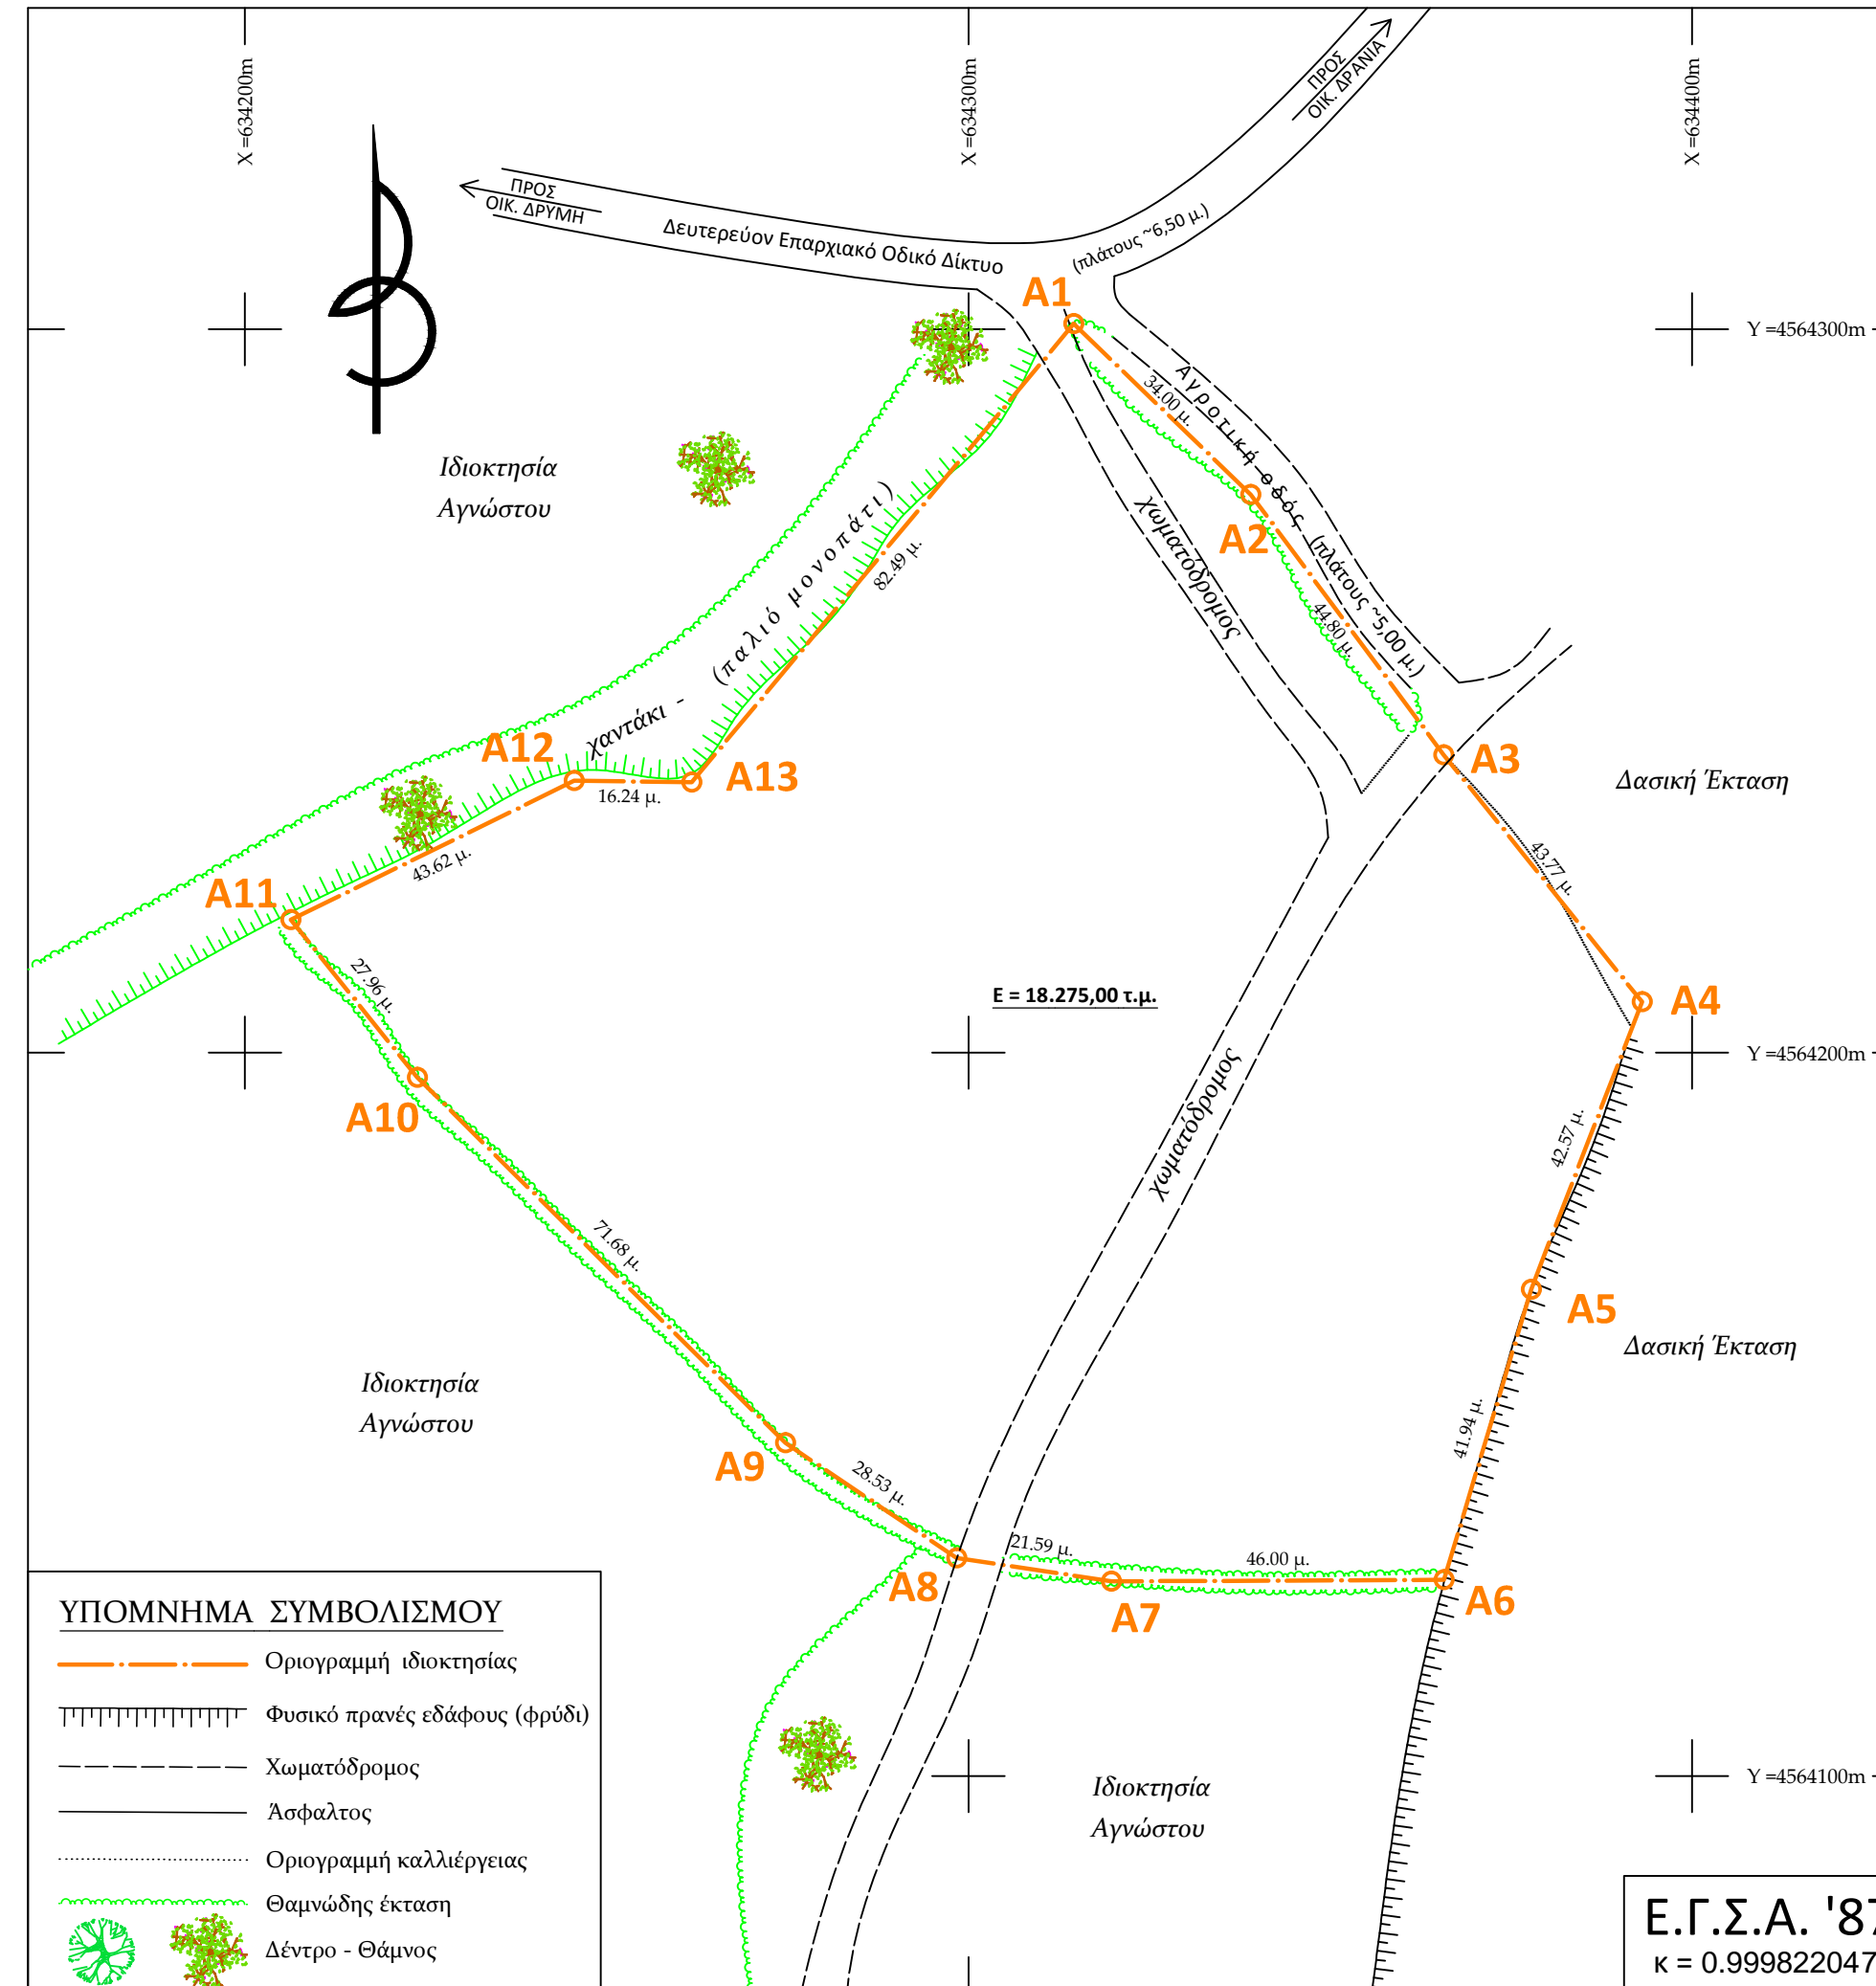 X =634200m
X =634300m
X =634400m
ΠΡΟΣ
ΟΙΚ. ΔΡΑΝΙΑ
ΠΡΟΣ
ΟΙΚ. ΔΡΥΜΗ
Δευτερεύον Επαρχιακό Οδικό Δίκτυο
(πλάτους ~6,50 μ.)
A1
Y =4564300m
34.00 μ.
Αγροτική οδός (πλάτους ~5,00 μ.)
Ιδιοκτησία
Αγνώστου
A2
χωματόδρομος
82.49 μ.
44.80 μ.
χαντάκι - (παλιό μονοπάτι)
A12
A13
16.24 μ.
A3
Δασική Έκταση
43.62 μ.
43.77 μ.
A11
27.96 μ.
E = 18.275,00 τ.μ.
A4
Y =4564200m
A10
χωματόδρομος
42.57 μ.
71.68 μ.
A5
Δασική Έκταση
Ιδιοκτησία
Αγνώστου
41.94 μ.
A9
28.53 μ.
21.59 μ.
46.00 μ.
A8
A7
A6
ΥΠΟΜΝΗΜΑ ΣΥΜΒΟΛΙΣΜΟΥ
Οριογραμμή ιδιοκτησίας
Φυσικό πρανές εδάφους (φρύδι)
Χωματόδρομος
Άσφαλτος
Οριογραμμή καλλιέργειας
Θαμνώδης έκταση
Δέντρο - Θάμνος
Ιδιοκτησία
Αγνώστου
Y =4564100m
Ε.Γ.Σ.Α. '87
κ = 0.999822047